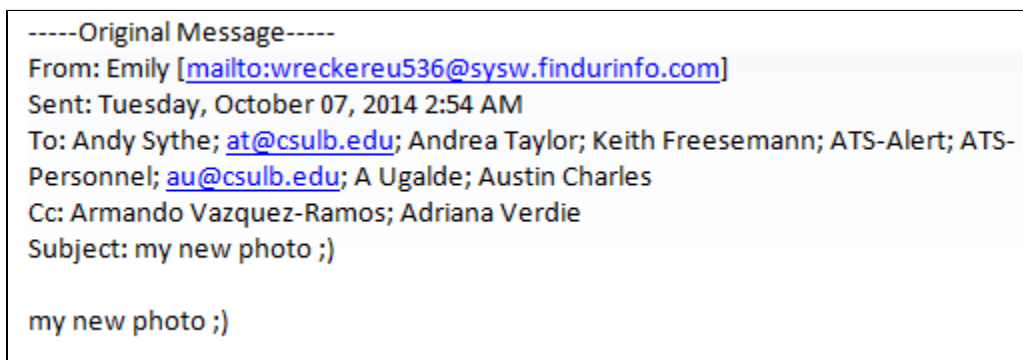 -----Original Message-----
From: Emily [mailto:wreckereu536@sysw.findurinfo.com]
Sent: Tuesday, October 07, 2014 2:54 AM
To: Andy Sythe; at@csulb.edu; Andrea Taylor; Keith Freesemann; ATS-Alert; ATS-
Personnel; au@csulb.edu; A Ugalde; Austin Charles
Cc: Armando Vazquez-Ramos; Adriana Verdie
Subject: my new photo ;)
my new photo ;)